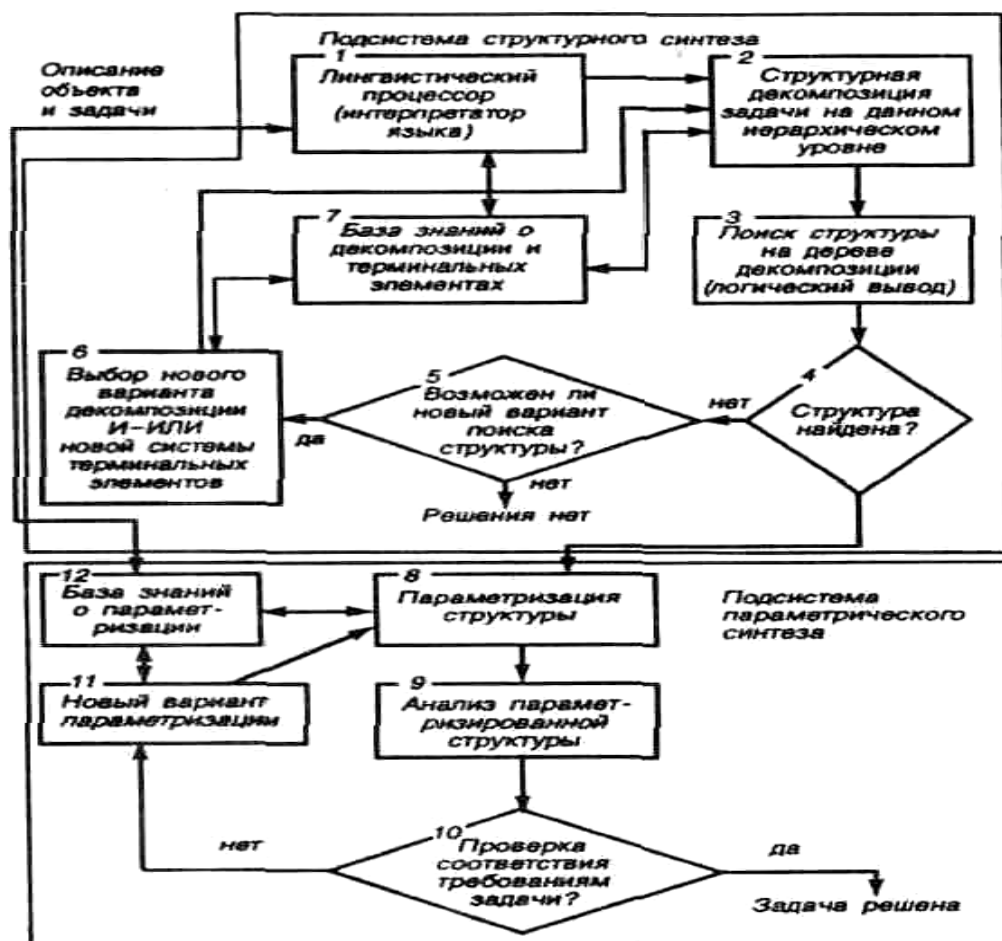 Подсистема структурного синтеза
Описание
объекта
и задачи
1
Лингвистический
процессор
(интерпретатор
языка)
2
Структурная
декомпозиция
задачи на данном
иерархическом
уровне
7
База знаний о
декомпозиции и
терминальных
элементах
3
Поиск структуры
на дереве
декомпозиции
(логический вывод)
6
Выбор нового
варианта
декомпозиции
И-ИЛИ
новой системы
терминальных
элементов
да
5
Возможен ли
новый вариант
поиска
структуры?
нет
4
Структура
найдена?
нет
Решения нет
12
База знаний
о парамет-
ризации
8
Параметризация
структуры
Подсистема
параметрического
синтеза
11
Новый вариант
параметризации
9
Анализ парамет-
ризированной
структуры
нет
10
Проверка
соответствия
требованиям
задачи?
да
Задача решена